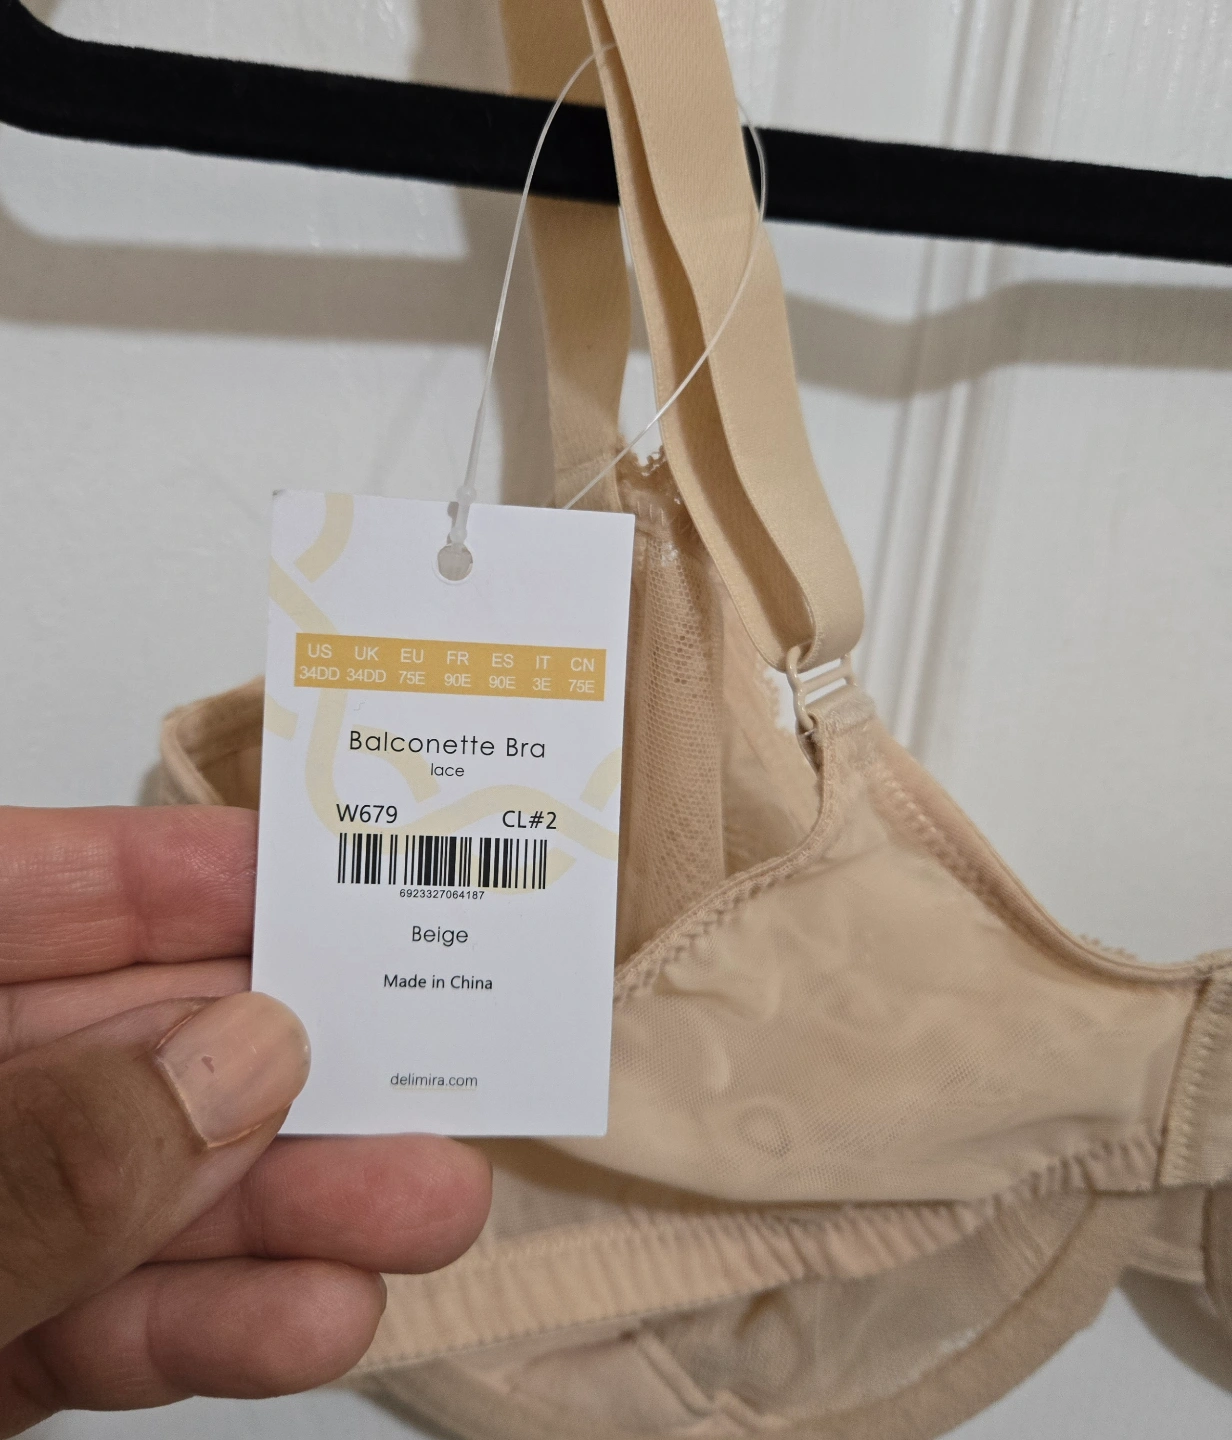 US UK EU FR ES IT CN
34DD 34DD 75E 90E 90E 3E 75E
Balconette Bra
lace
W679 CL#2
6923327064187
Beige
Made in China
delimira.com